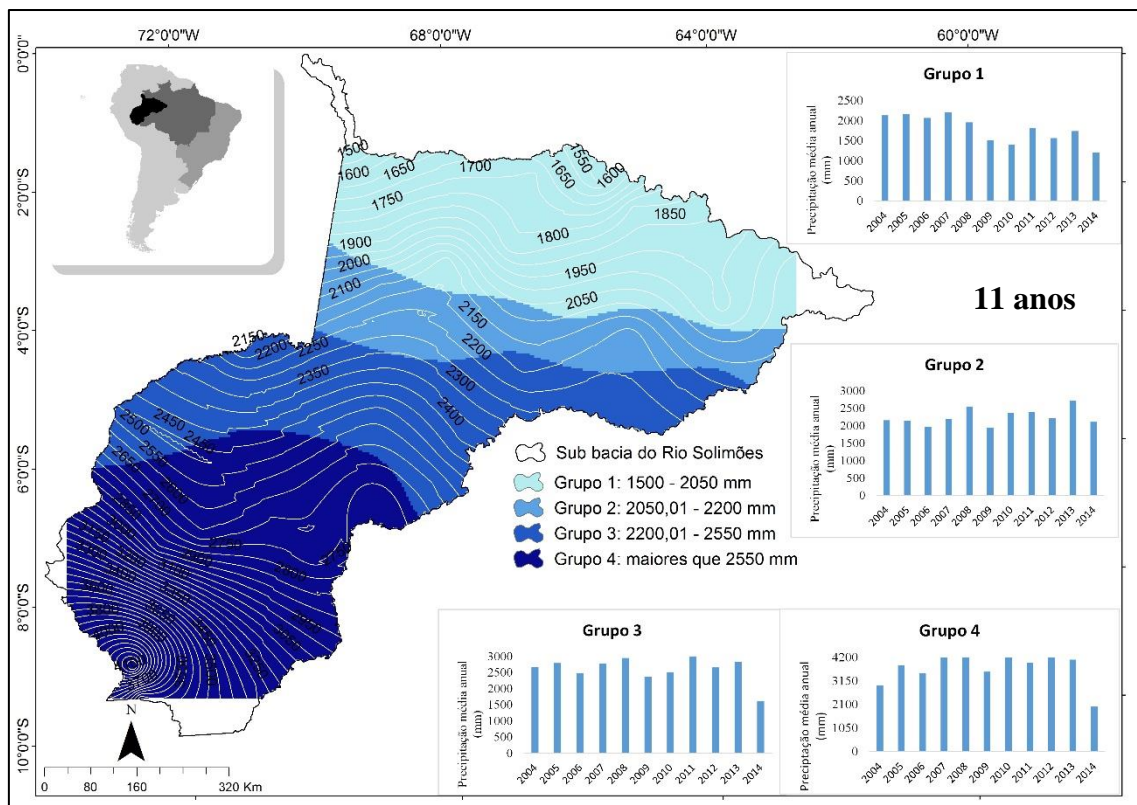 72°0'0"W 68°0'0"W 64°0'0"W 60°0'0"W
0°0'0"
2°0'0"S
4°0'0"S
6°0'0"S
8°0'0"S
10°0'0"S
1500
1600
1650
1700
1550
1650
1600
1750
1850
1800
1900
1950
2000
2050
2100
2150
2150
2200
2250
2200
2350
2300
2400
2450
2500
Grupo 1
Precipitação média anual
(mm)
2500
2000
1500
1000
500
0
2004 2005 2006 2007 2008 2009 2010 2011 2012 2013 2014
11 anos
Grupo 2
Precipitação média anual
(mm)
3000
2500
2000
1500
1000
500
0
2004 2005 2006 2007 2008 2009 2010 2011 2012 2013 2014
Sub bacia do Rio Solimões
Grupo 1: 1500 - 2050 mm
Grupo 2: 2050,01 - 2200 mm
Grupo 3: 2200,01 - 2550 mm
Grupo 4: maiores que 2550 mm
Grupo 3
Precipitação média anual
(mm)
3000
2500
2000
1500
1000
500
0
2004 2005 2006 2007 2008 2009 2010 2011 2012 2013 2014
Grupo 4
Preciptação média anual
(mm)
4200
3150
2100
1050
0
2004 2005 2006 2007 2008 2009 2010 2011 2012 2013 2014
N
0 80 160 320 Km